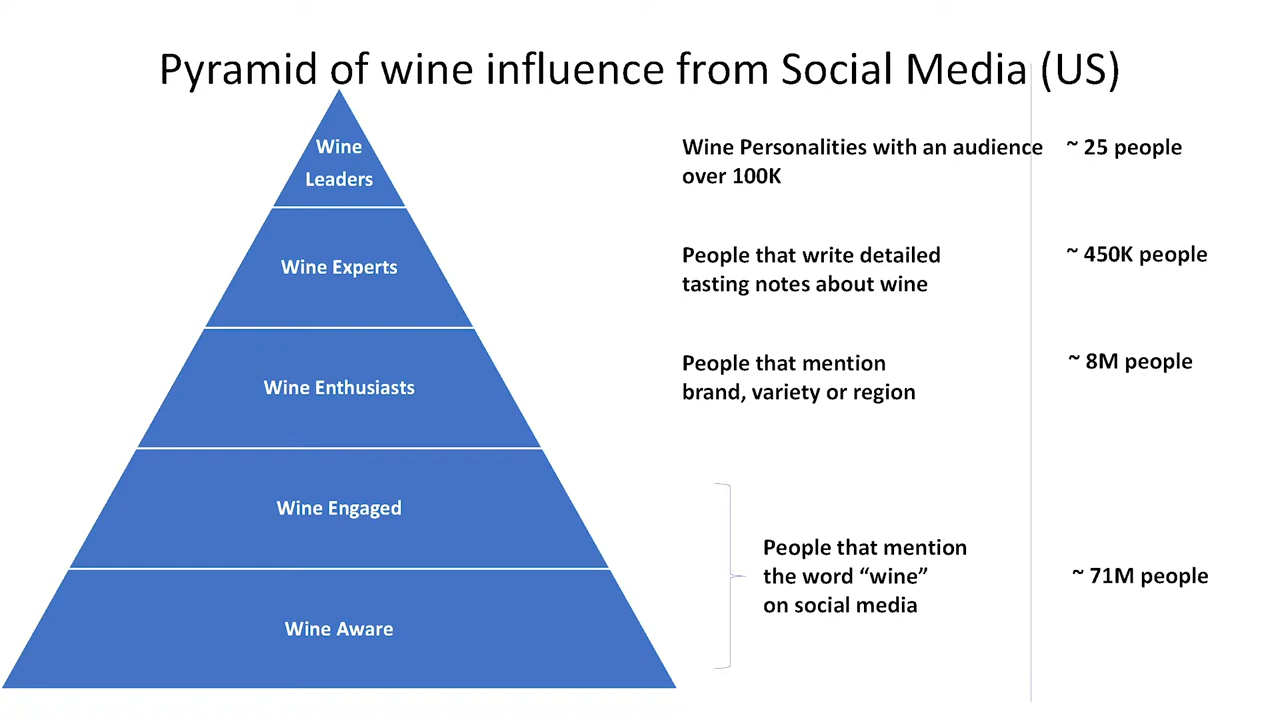 Pyramid of wine influence from Social Media (US)
Wine
Leaders
Wine Personalities with an audience
over 100K
~ 25 people
Wine Experts
People that write detailed
tasting notes about wine
~ 450K people
Wine Enthusiasts
People that mention
brand, variety or region
~ 8M people
Wine Engaged
Wine Aware
People that mention
the word “wine”
on social media
~ 71M people